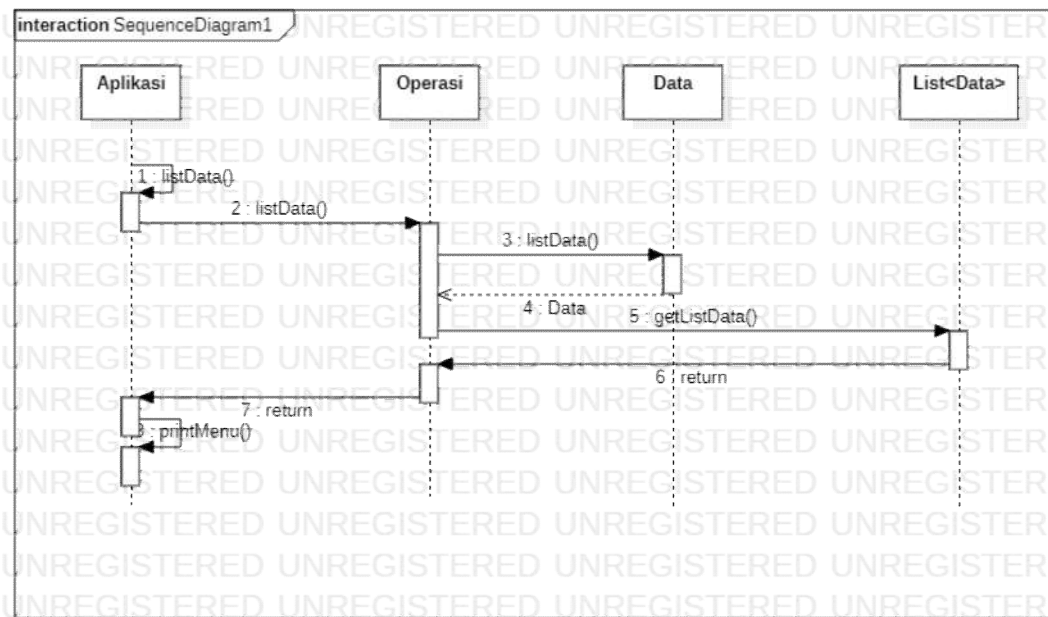 interaction SequenceDiagram1
Aplikasi
Operasi
Data
List<Data>
1 : listData()
2 : listData()
3 : listData()
4 : Data
5 : getListData()
6 : return
7 : return
: printMenu()
UNREGISTERED UNREGISTERED UNREGISTERED UNREGISTER